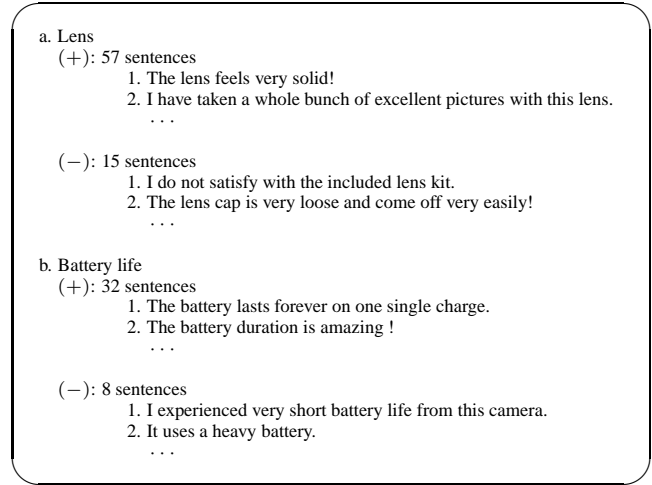 a. Lens
(+): 57 sentences
1. The lens feels very solid!
2. I have taken a whole bunch of excellent pictures with this lens.
. . .
(−): 15 sentences
1. I do not satisfy with the included lens kit.
2. The lens cap is very loose and come off very easily!
. . .
b. Battery life
(+): 32 sentences
1. The battery lasts forever on one single charge.
2. The battery duration is amazing !
. . .
(−): 8 sentences
1. I experienced very short battery life from this camera.
2. It uses a heavy battery.
. . .